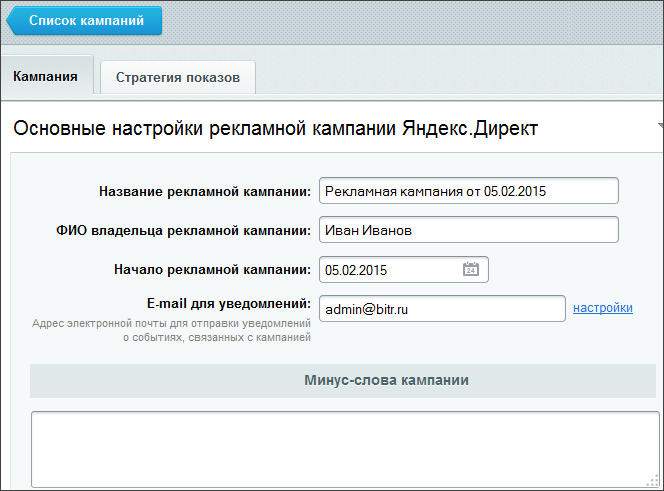 Список кампаний
Кампания
Стратегия показов
Основные настройки рекламной кампании Яндекс.Директ
Название рекламной кампании: Рекламная кампания от 05.02.2015
ФИО владельца рекламной кампании: Иван Иванов
Начало рекламной кампании: 05.02.2015 24
E-mail для уведомлений: admin@bitr.ru настройки
Адрес электронной почты для отправки уведомлений
о событиях, связанных с кампанией
Минус-слова кампании